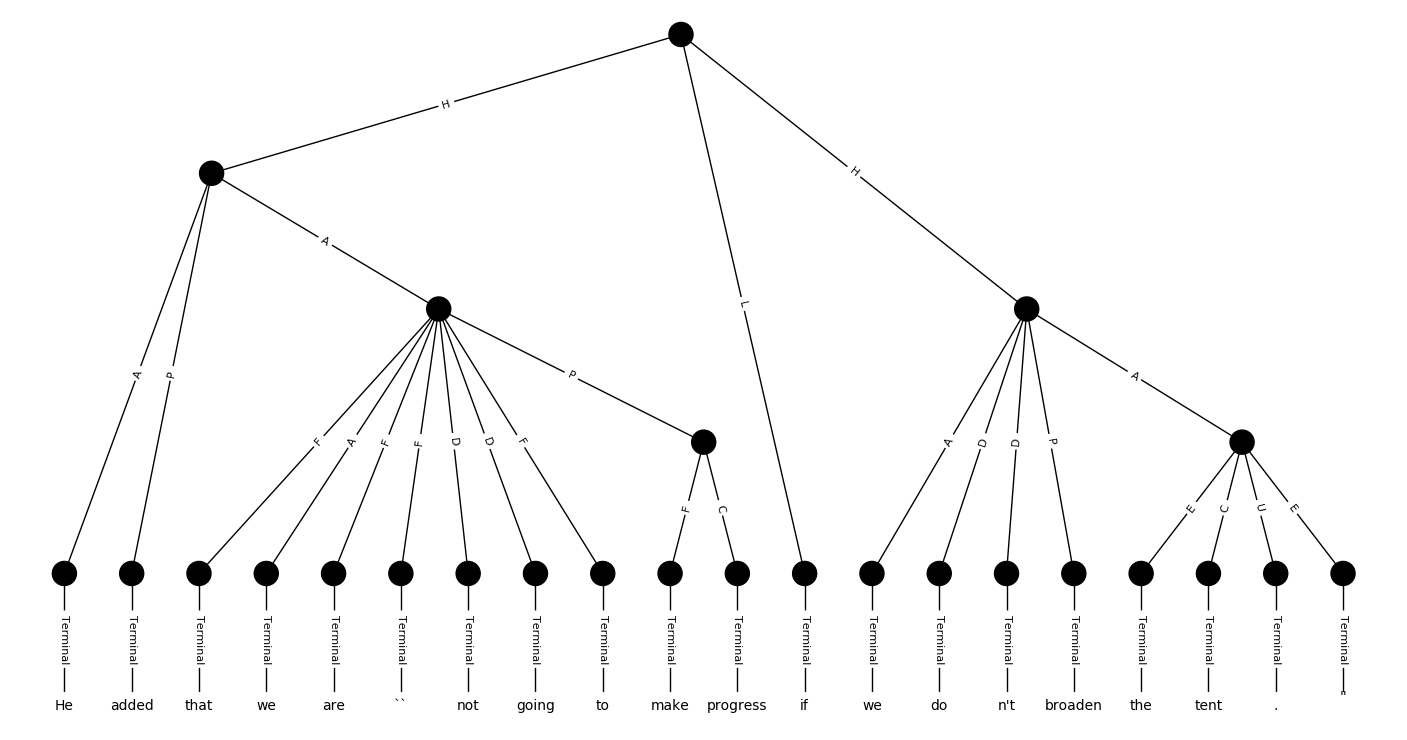 H
H
A
L
A
P
P
A
F
A
F
F
D
D
F
A
D
D
P
F
C
E
C
U
E
Terminal Terminal Terminal Terminal Terminal Terminal Terminal Terminal Terminal Terminal Terminal Terminal Terminal Terminal Terminal Terminal Terminal Terminal Terminal Terminal
He added that we are `` not going to make progress if we do n't broaden the tent . "